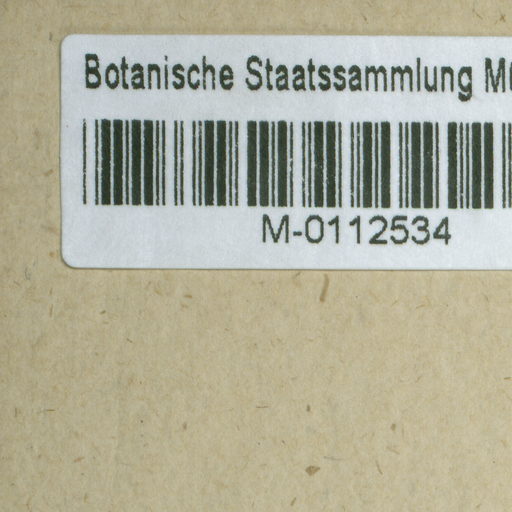 Botanische Staatssammlung
M-0112534